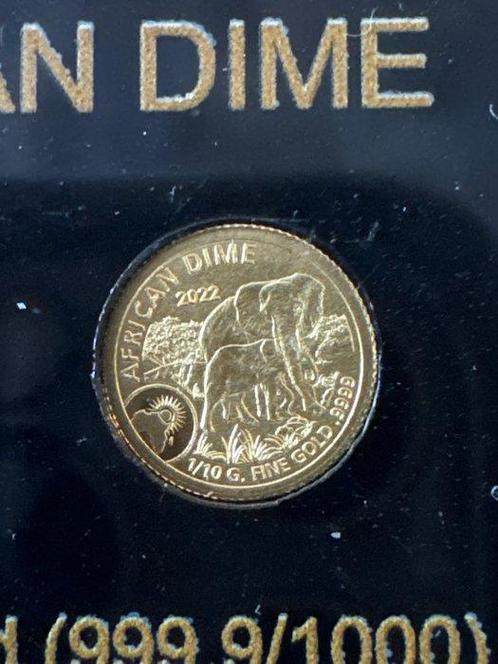 AN DIME
AFRICAN DIME
2022
1/10 G. FINE GOLD .9999
d (999,9/1000)